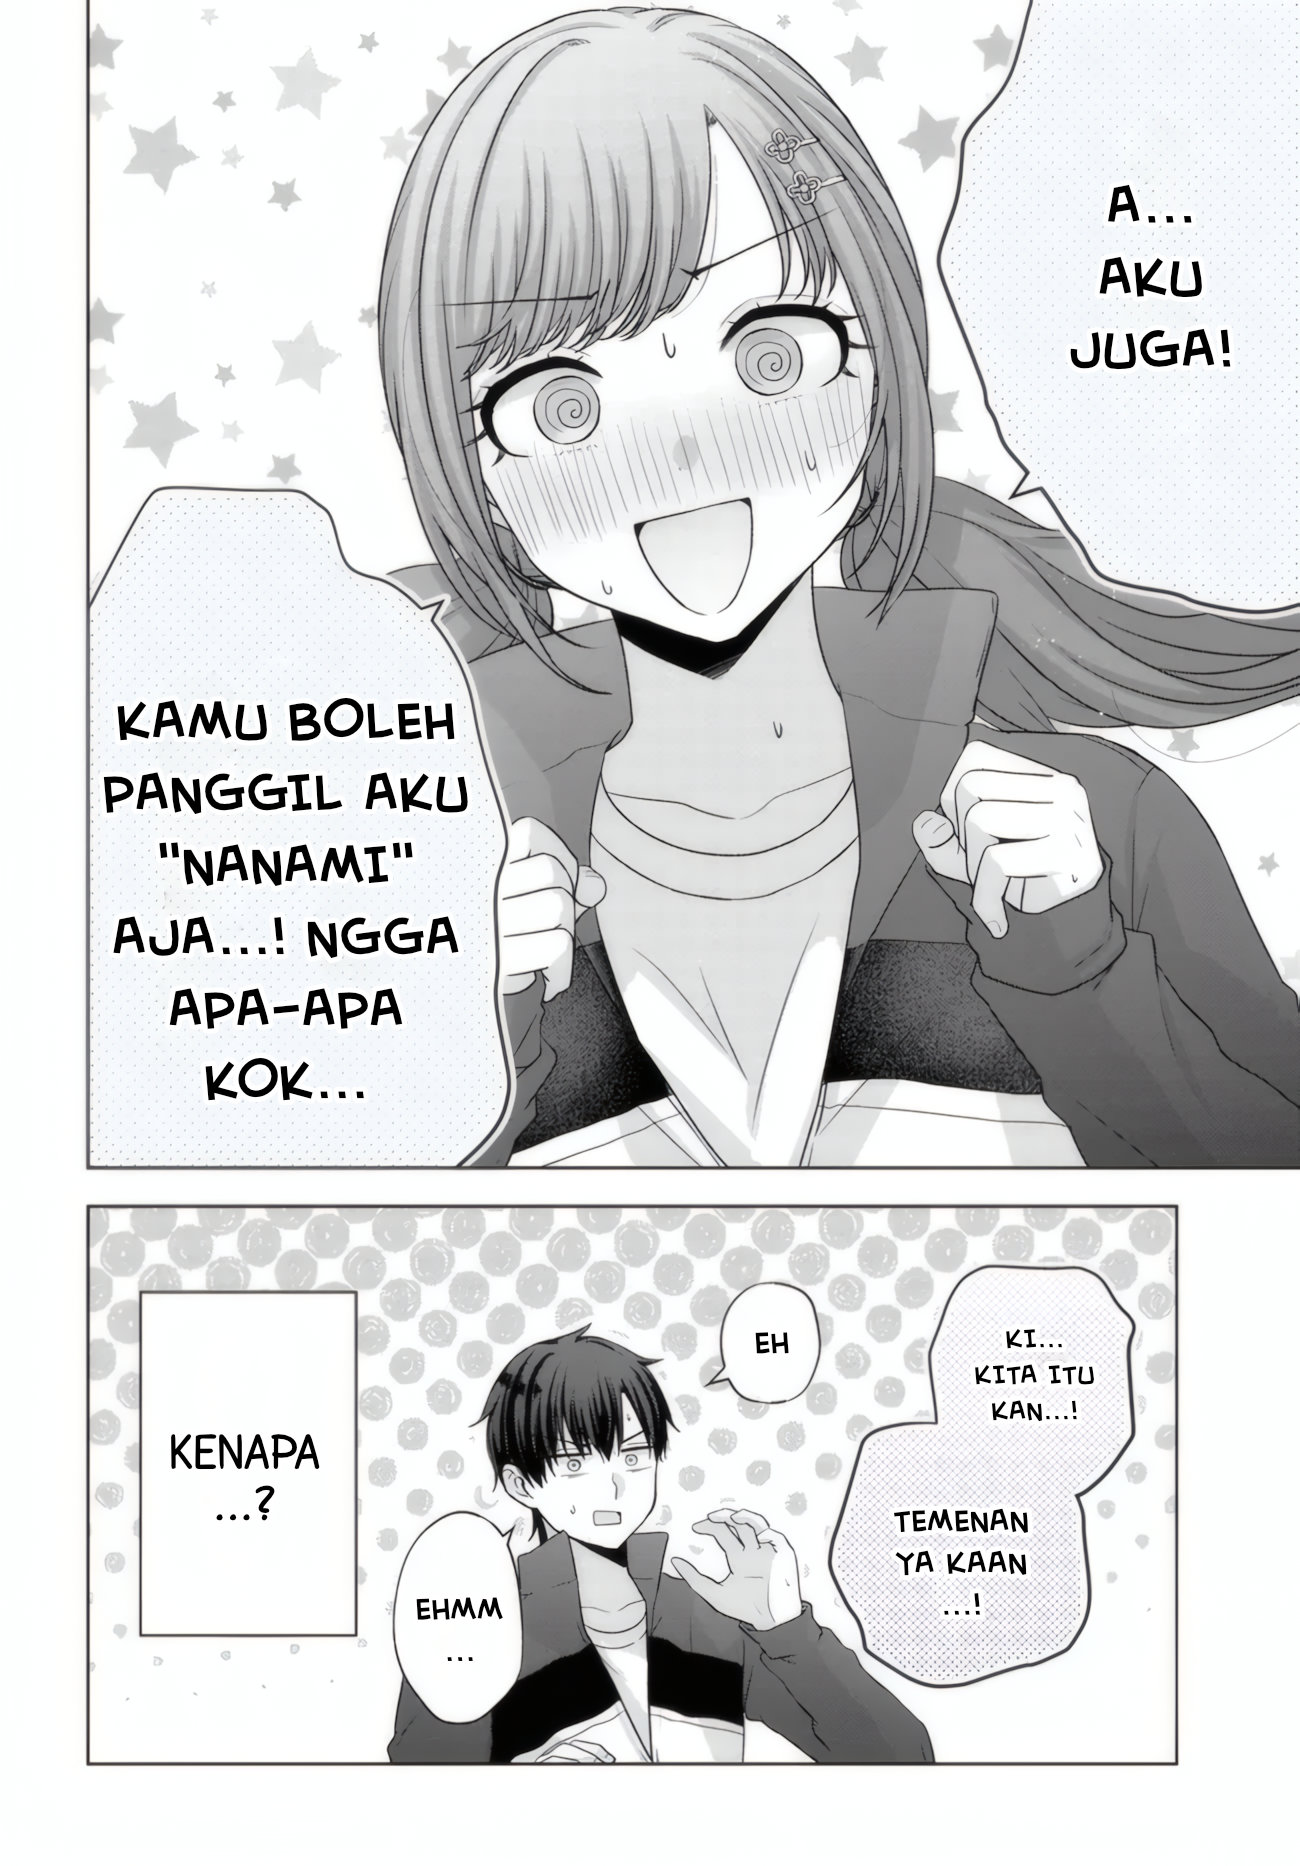 A...
AKU
JUGA!
KAMU BOLEH
PANGGIL AKU
"NANAMI"
AJA...! NGGA
APA-APA
KOK...
KI...
KITA ITU
KAN...!
TEMENAN
YA KAAN
...!
EH
EHMM
...
KENAPA
...?